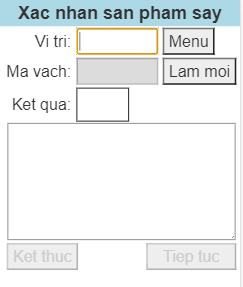 Xac nhan san pham say
Vi tri: Menu
Ma vach: Lam moi
Ket qua:
Ket thuc Tiep tuc